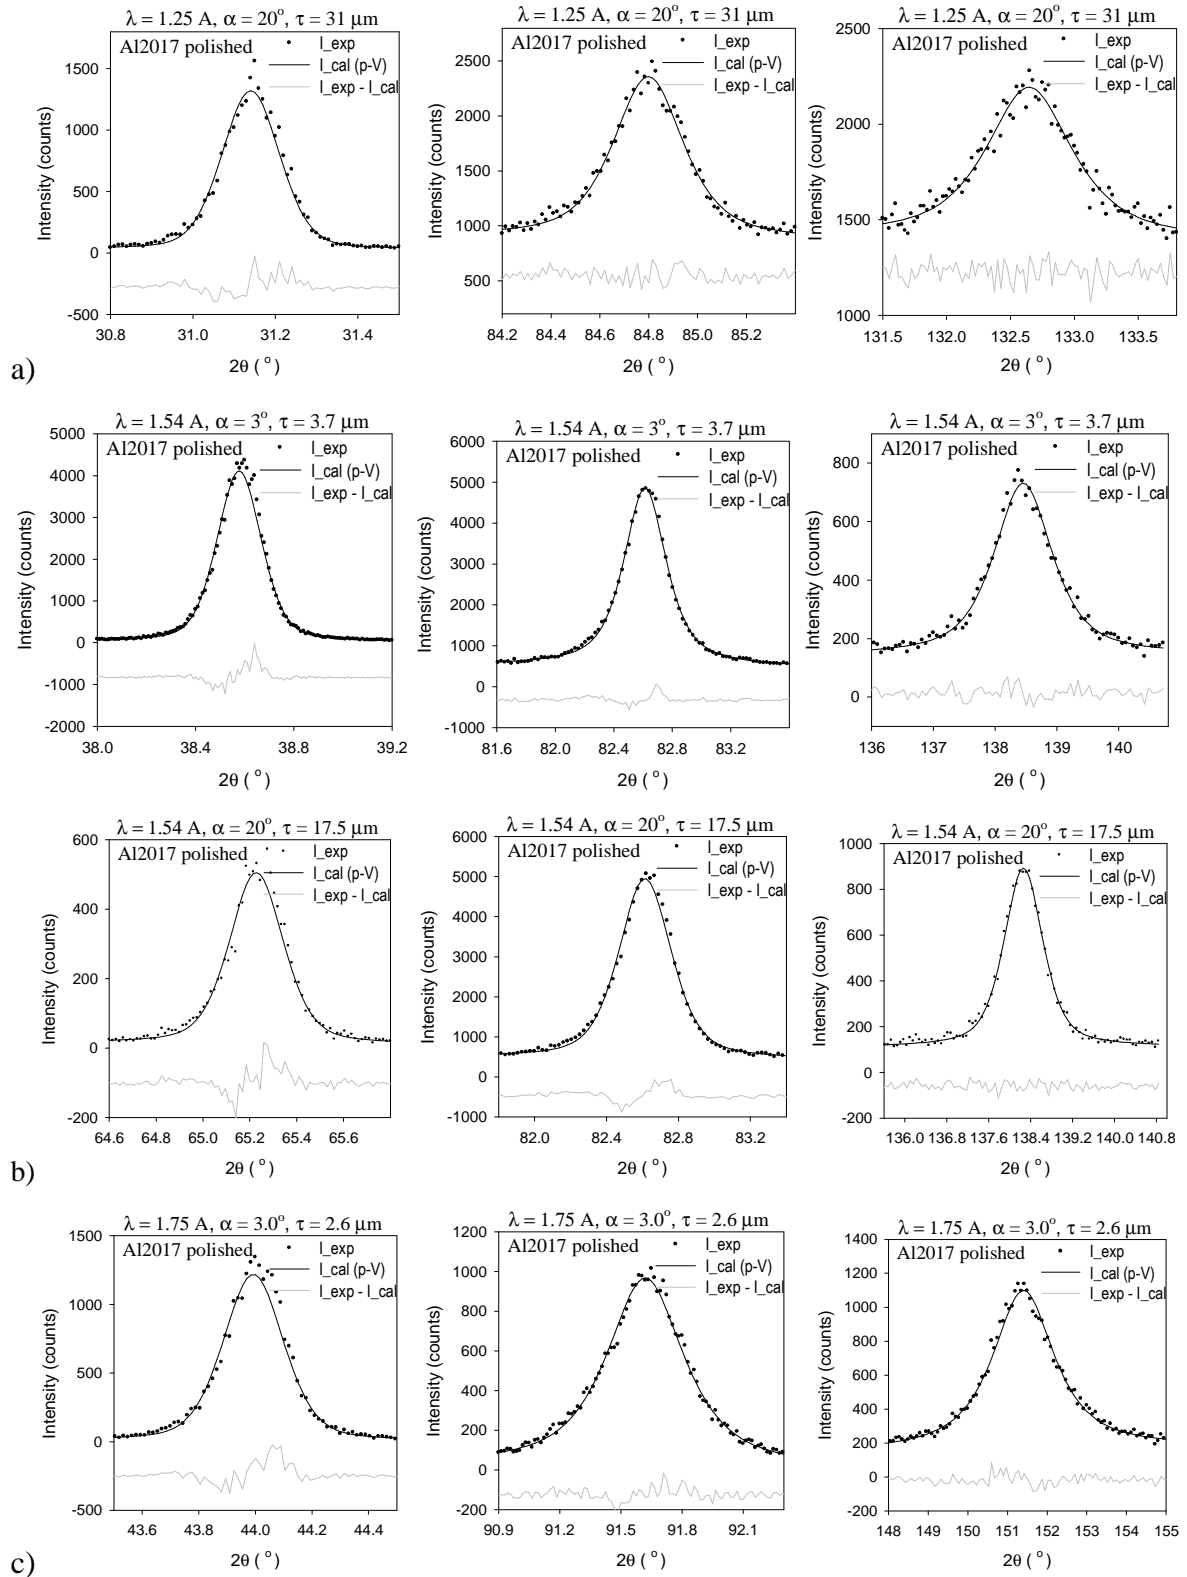 λ = 1.25 A, α = 20°, τ = 31 μm
Al2017 polished
I_exp
I_cal (p-V)
I_exp - I_cal
Intensity (counts)
1500
1000
500
0
-500
30.8 31.0 31.1 31.2 31.4
2θ ( ° )
λ = 1.25 A, α = 20°, τ = 31 μm
Al2017 polished
I_exp
I_cal (p-V)
I_exp - I_cal
Intensity (counts)
2500
2000
1500
1000
500
84.2 84.4 84.6 84.8 85.0 85.2
2θ ( ° )
λ = 1.25 A, α = 20°, τ = 31 μm
Al2017 polished
I_exp
I_cal (p-V)
I_exp - I_cal
Intensity (counts)
2500
2000
1500
1000
131.5 132.0 132.6 133.0 133.5
2θ ( ° )
a)
λ = 1.54 A, α = 3°, τ = 3.7 μm
Al2017 polished
I_exp
I_cal (p-V)
I_exp - I_cal
Intensity (counts)
5000
4000
3000
2000
1000
0
-1000
-2000
38.0 38.4 38.8 39.2
2θ ( ° )
λ = 1.54 A, α = 3°, τ = 3.7 μm
Al2017 polished
I_exp
I_cal (p-V)
I_exp - I_cal
Intensity (counts)
6000
5000
4000
3000
2000
1000
0
-1000
81.6 82.0 82.4 82.8 83.2
2θ ( ° )
λ = 1.54 A, α = 3°, τ = 3.7 μm
Al2017 polished
I_exp
I_cal (p-V)
I_exp - I_cal
Intensity (counts)
800
600
400
200
0
136 137 138 139 140
2θ ( ° )
λ = 1.54 A, α = 20°, τ = 17.5 μm
Al2017 polished
I_exp
I_cal (p-V)
I_exp - I_cal
Intensity (counts)
600
400
200
0
-200
64.6 64.8 65.0 65.2 65.4 65.6
2θ ( ° )
λ = 1.54 A, α = 20°, τ = 17.5 μm
Al2017 polished
I_exp
I_cal (p-V)
I_exp - I_cal
Intensity (counts)
6000
5000
4000
3000
2000
1000
0
-1000
82.0 82.4 82.8 83.2
2θ ( ° )
λ = 1.54 A, α = 20°, τ = 17.5 μm
Al2017 polished
I_exp
I_cal (p-V)
I_exp - I_cal
Intensity (counts)
1000
800
600
400
200
0
-200
136.0 136.8 137.6 138.4 139.2 140.0 140.8
2θ ( ° )
b)
λ = 1.75 A, α = 3.0°, τ = 2.6 μm
Al2017 polished
I_exp
I_cal (p-V)
I_exp - I_cal
Intensity (counts)
1500
1000
500
0
-500
43.6 43.8 44.0 44.2 44.4
2θ ( ° )
λ = 1.75 A, α = 3.0°, τ = 2.6 μm
Al2017 polished
I_exp
I_cal (p-V)
I_exp - I_cal
Intensity (counts)
1200
1000
800
600
400
200
0
-200
90.9 91.2 91.5 91.8 92.1
2θ ( ° )
λ = 1.75 A, α = 3.0°, τ = 2.6 μm
Al2017 polished
I_exp
I_cal (p-V)
I_exp - I_cal
Intensity (counts)
1400
1200
1000
800
600
400
200
0
-200
148 149 150 151 152 153 154 155
2θ ( ° )
c)